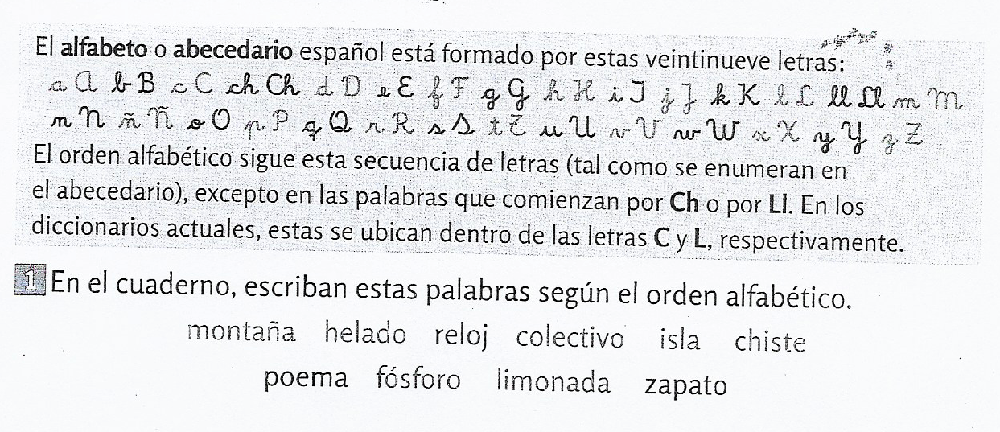 El alfabeto o abecedario español está formado por estas veintinueve letras:
a A b B c C ch Ch d D e E f F g G h H i I j J k K l L ll Ll m M
n N ñ Ñ o O p P q Q r R s S t T u U v V w W x X y Y z Z
El orden alfabético sigue esta secuencia de letras (tal como se enumeran en
el abecedario), excepto en las palabras que comienzan por Ch o por Ll. En los
diccionarios actuales, estas se ubican dentro de las letras C y L, respectivamente.
1 En el cuaderno, escriban estas palabras según el orden alfabético.
montaña helado reloj colectivo isla chiste
poema fósforo limonada zapato